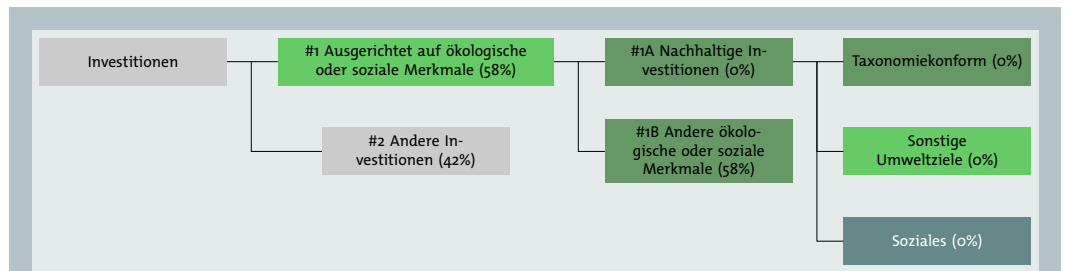 Investitionen
#1 Ausgerichtet auf ökologische
oder soziale Merkmale (58%)
#1A Nachhaltige In-
vestitionen (0%)
Taxonomiekonform (0%)
#2 Andere In-
vestitionen (42%)
#1B Andere ökolo-
gische oder soziale
Merkmale (58%)
Sonstige
Umweltziele (0%)
Soziales (0%)